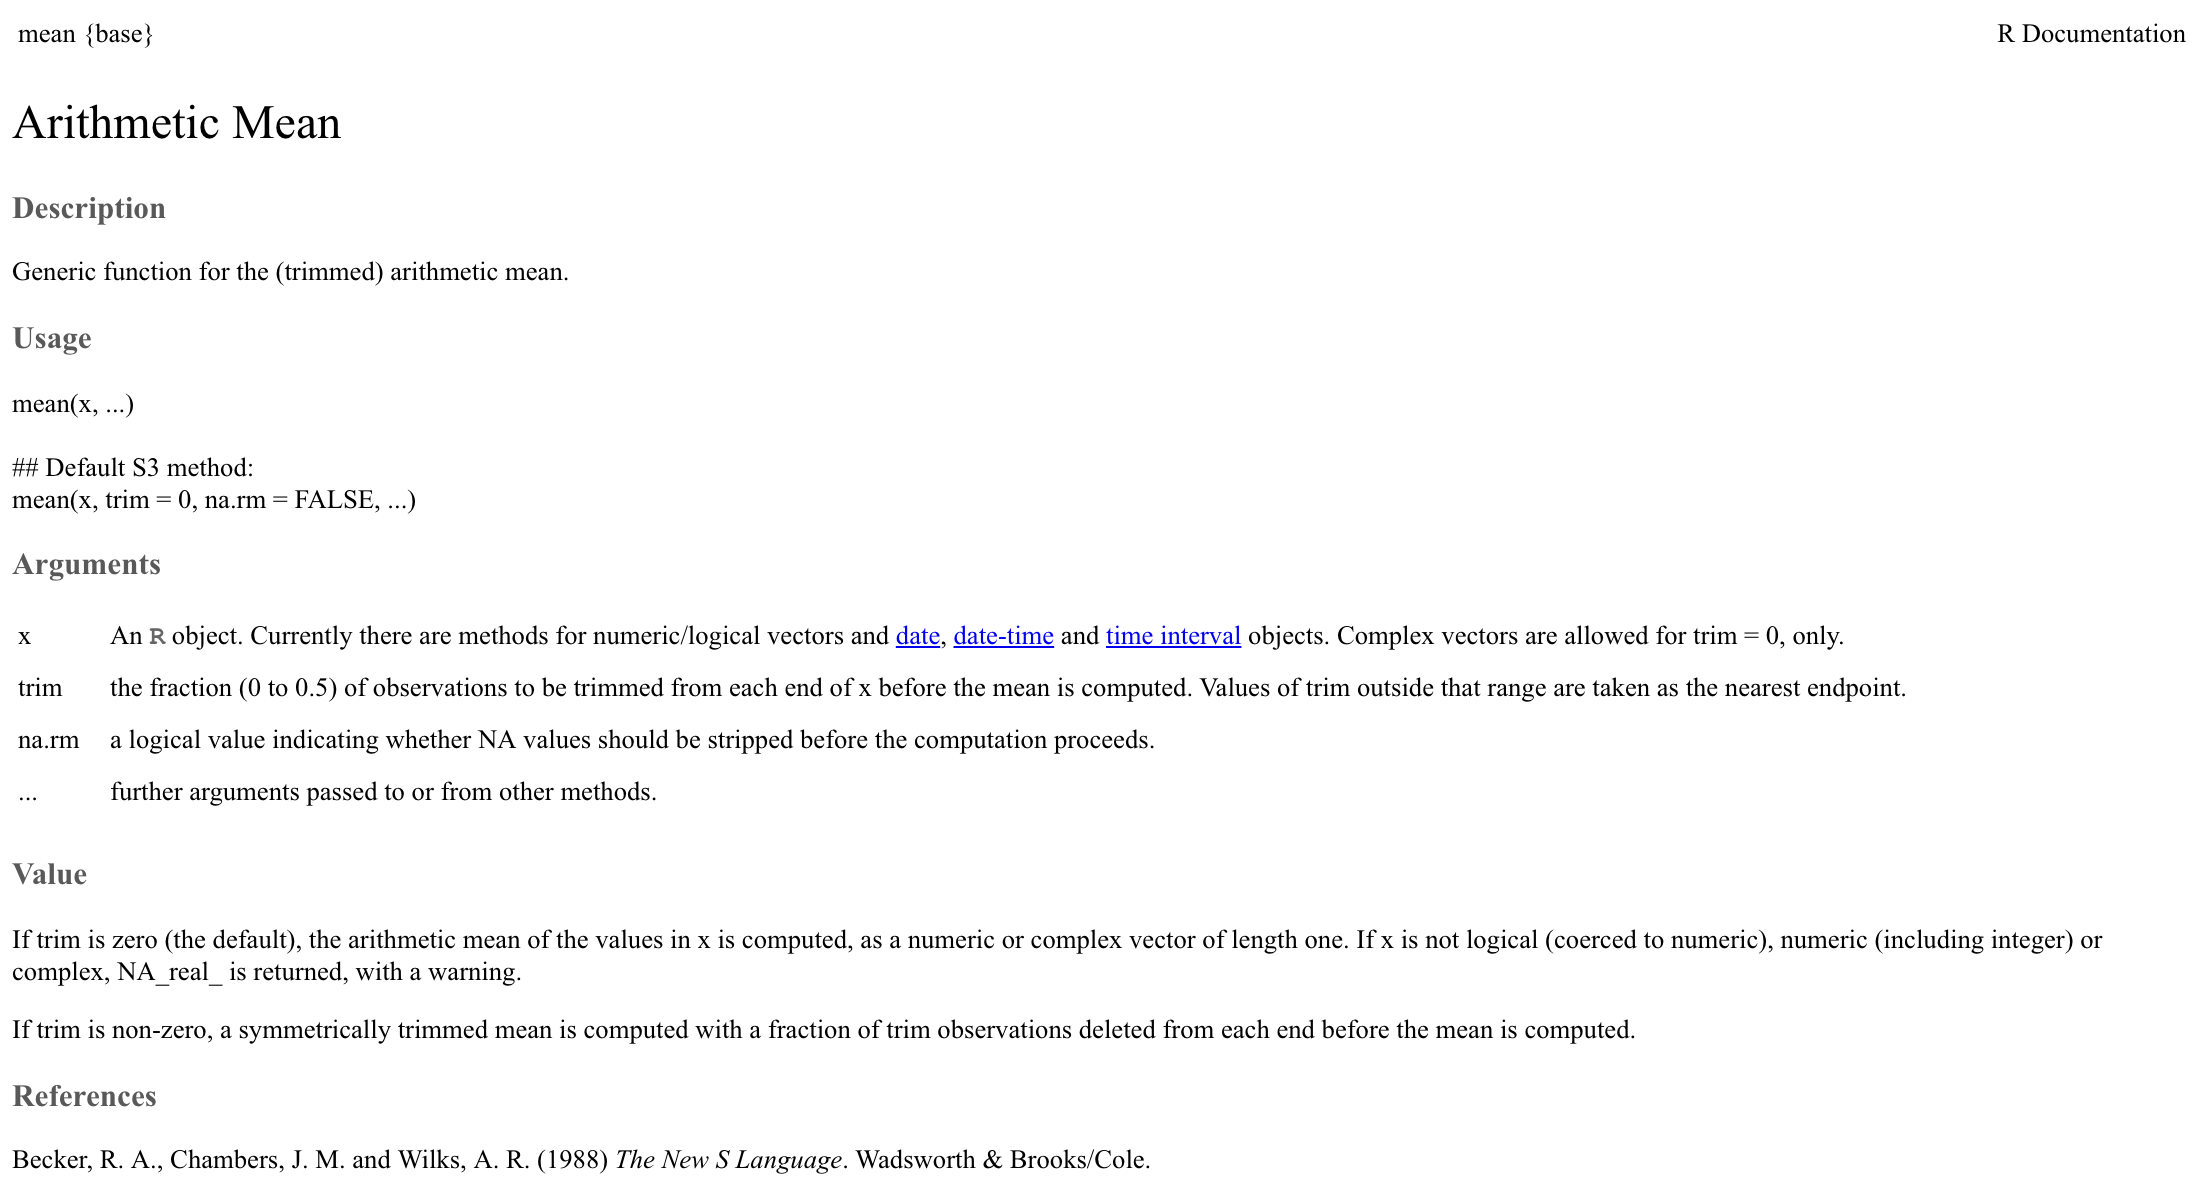 mean {base}
R Documentation
Arithmetic Mean
Description
Generic function for the (trimmed) arithmetic mean.
Usage
mean(x, ...)
## Default S3 method:
mean(x, trim = 0, na.rm = FALSE, ...)
Arguments
x An R object. Currently there are methods for numeric/logical vectors and date, date-time and time interval objects. Complex vectors are allowed for trim = 0, only.
trim the fraction (0 to 0.5) of observations to be trimmed from each end of x before the mean is computed. Values of trim outside that range are taken as the nearest endpoint.
na.rm a logical value indicating whether NA values should be stripped before the computation proceeds.
... further arguments passed to or from other methods.
Value
If trim is zero (the default), the arithmetic mean of the values in x is computed, as a numeric or complex vector of length one. If x is not logical (coerced to numeric), numeric (including integer) or
complex, NA_real_ is returned, with a warning.
If trim is non-zero, a symmetrically trimmed mean is computed with a fraction of trim observations deleted from each end before the mean is computed.
References
Becker, R. A., Chambers, J. M. and Wilks, A. R. (1988) The New S Language. Wadsworth & Brooks/Cole.